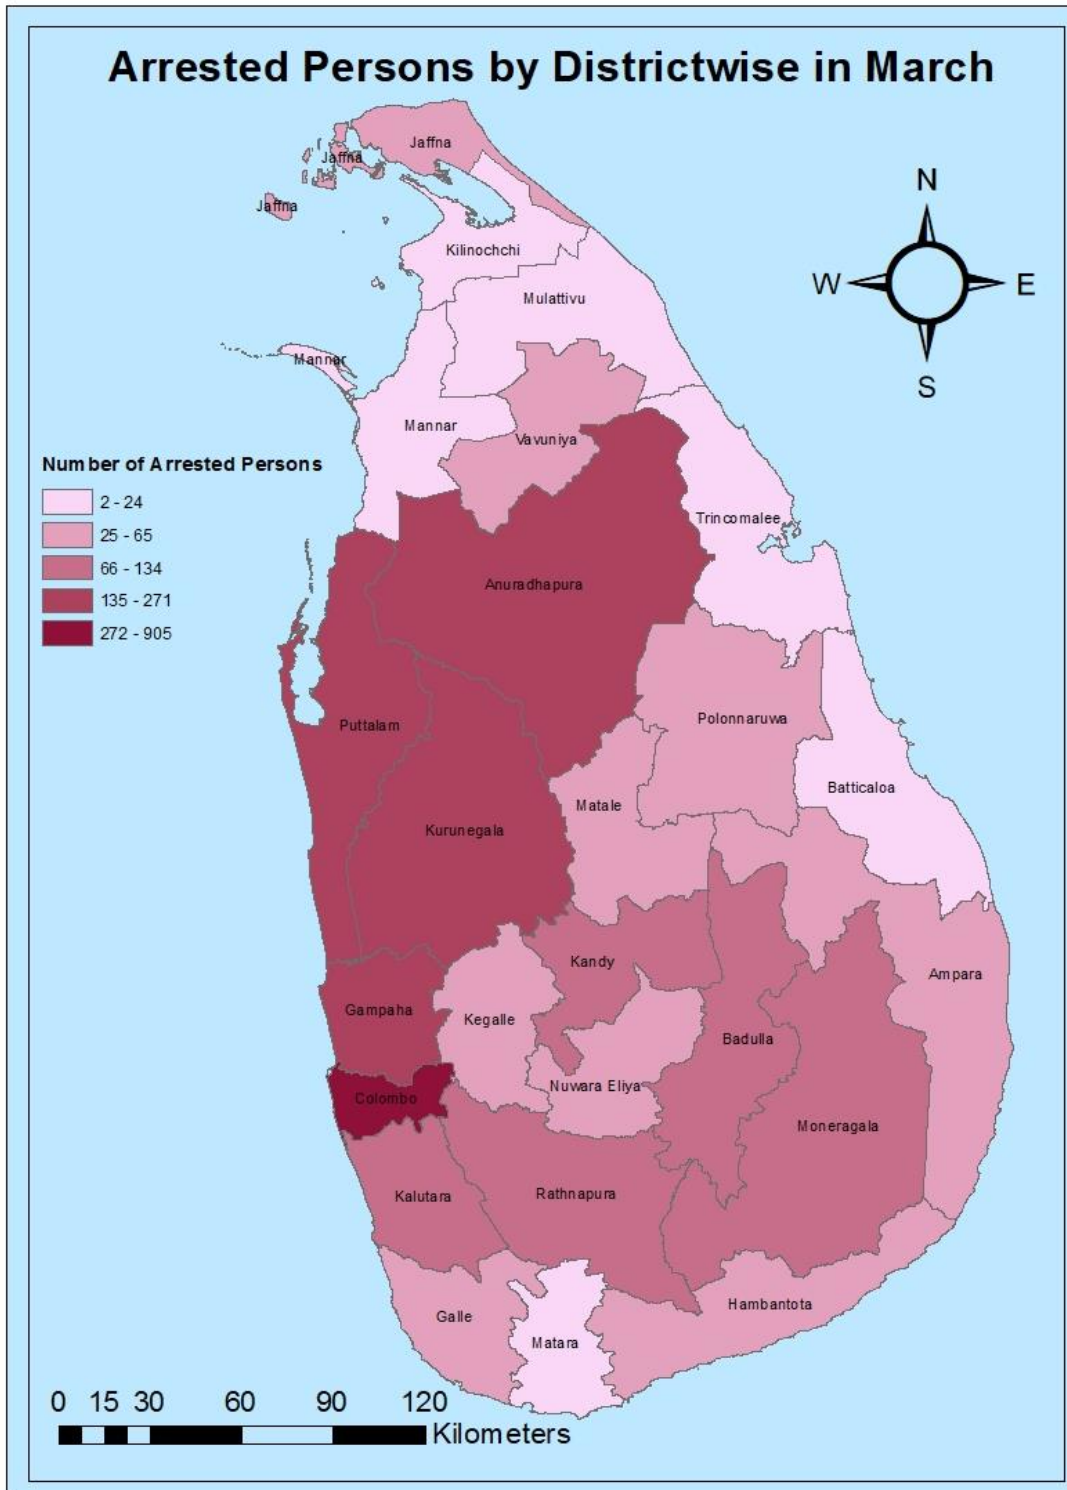 Arrested Persons by Districtwise in March
Jaffna
Jaffna
Jaffna
N
W
E
S
Kilinochchi
Mulattivu
Mannar
Mannar
Vavuniya
Number of Arrested Persons
2 - 24
25 - 65
66 - 134
135 - 271
272 - 905
Trincomalee
Anuradhapura
Puttalam
Polonnaruwa
Batticaloa
Matale
Kurunegala
Kandy
Ampara
Gampaha
Kegalle
Badulla
Nuwara Eliya
Colombo
Moneragala
Kalutara
Rathnapura
Hambantota
Galle
Matara
0 15 30 60 90 120
Kilometers